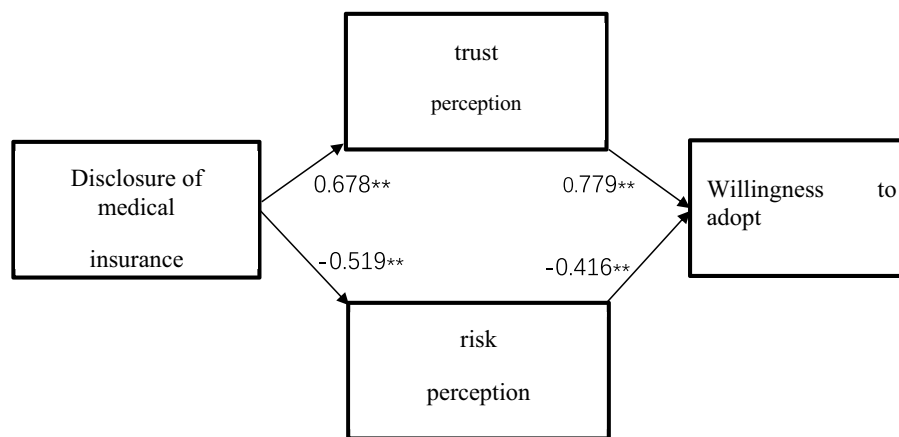 trust
perception
Disclosure of
medical
insurance
0.678**
0.779**
Willingness to
adopt
-0.519**
-0.416**
risk
perception